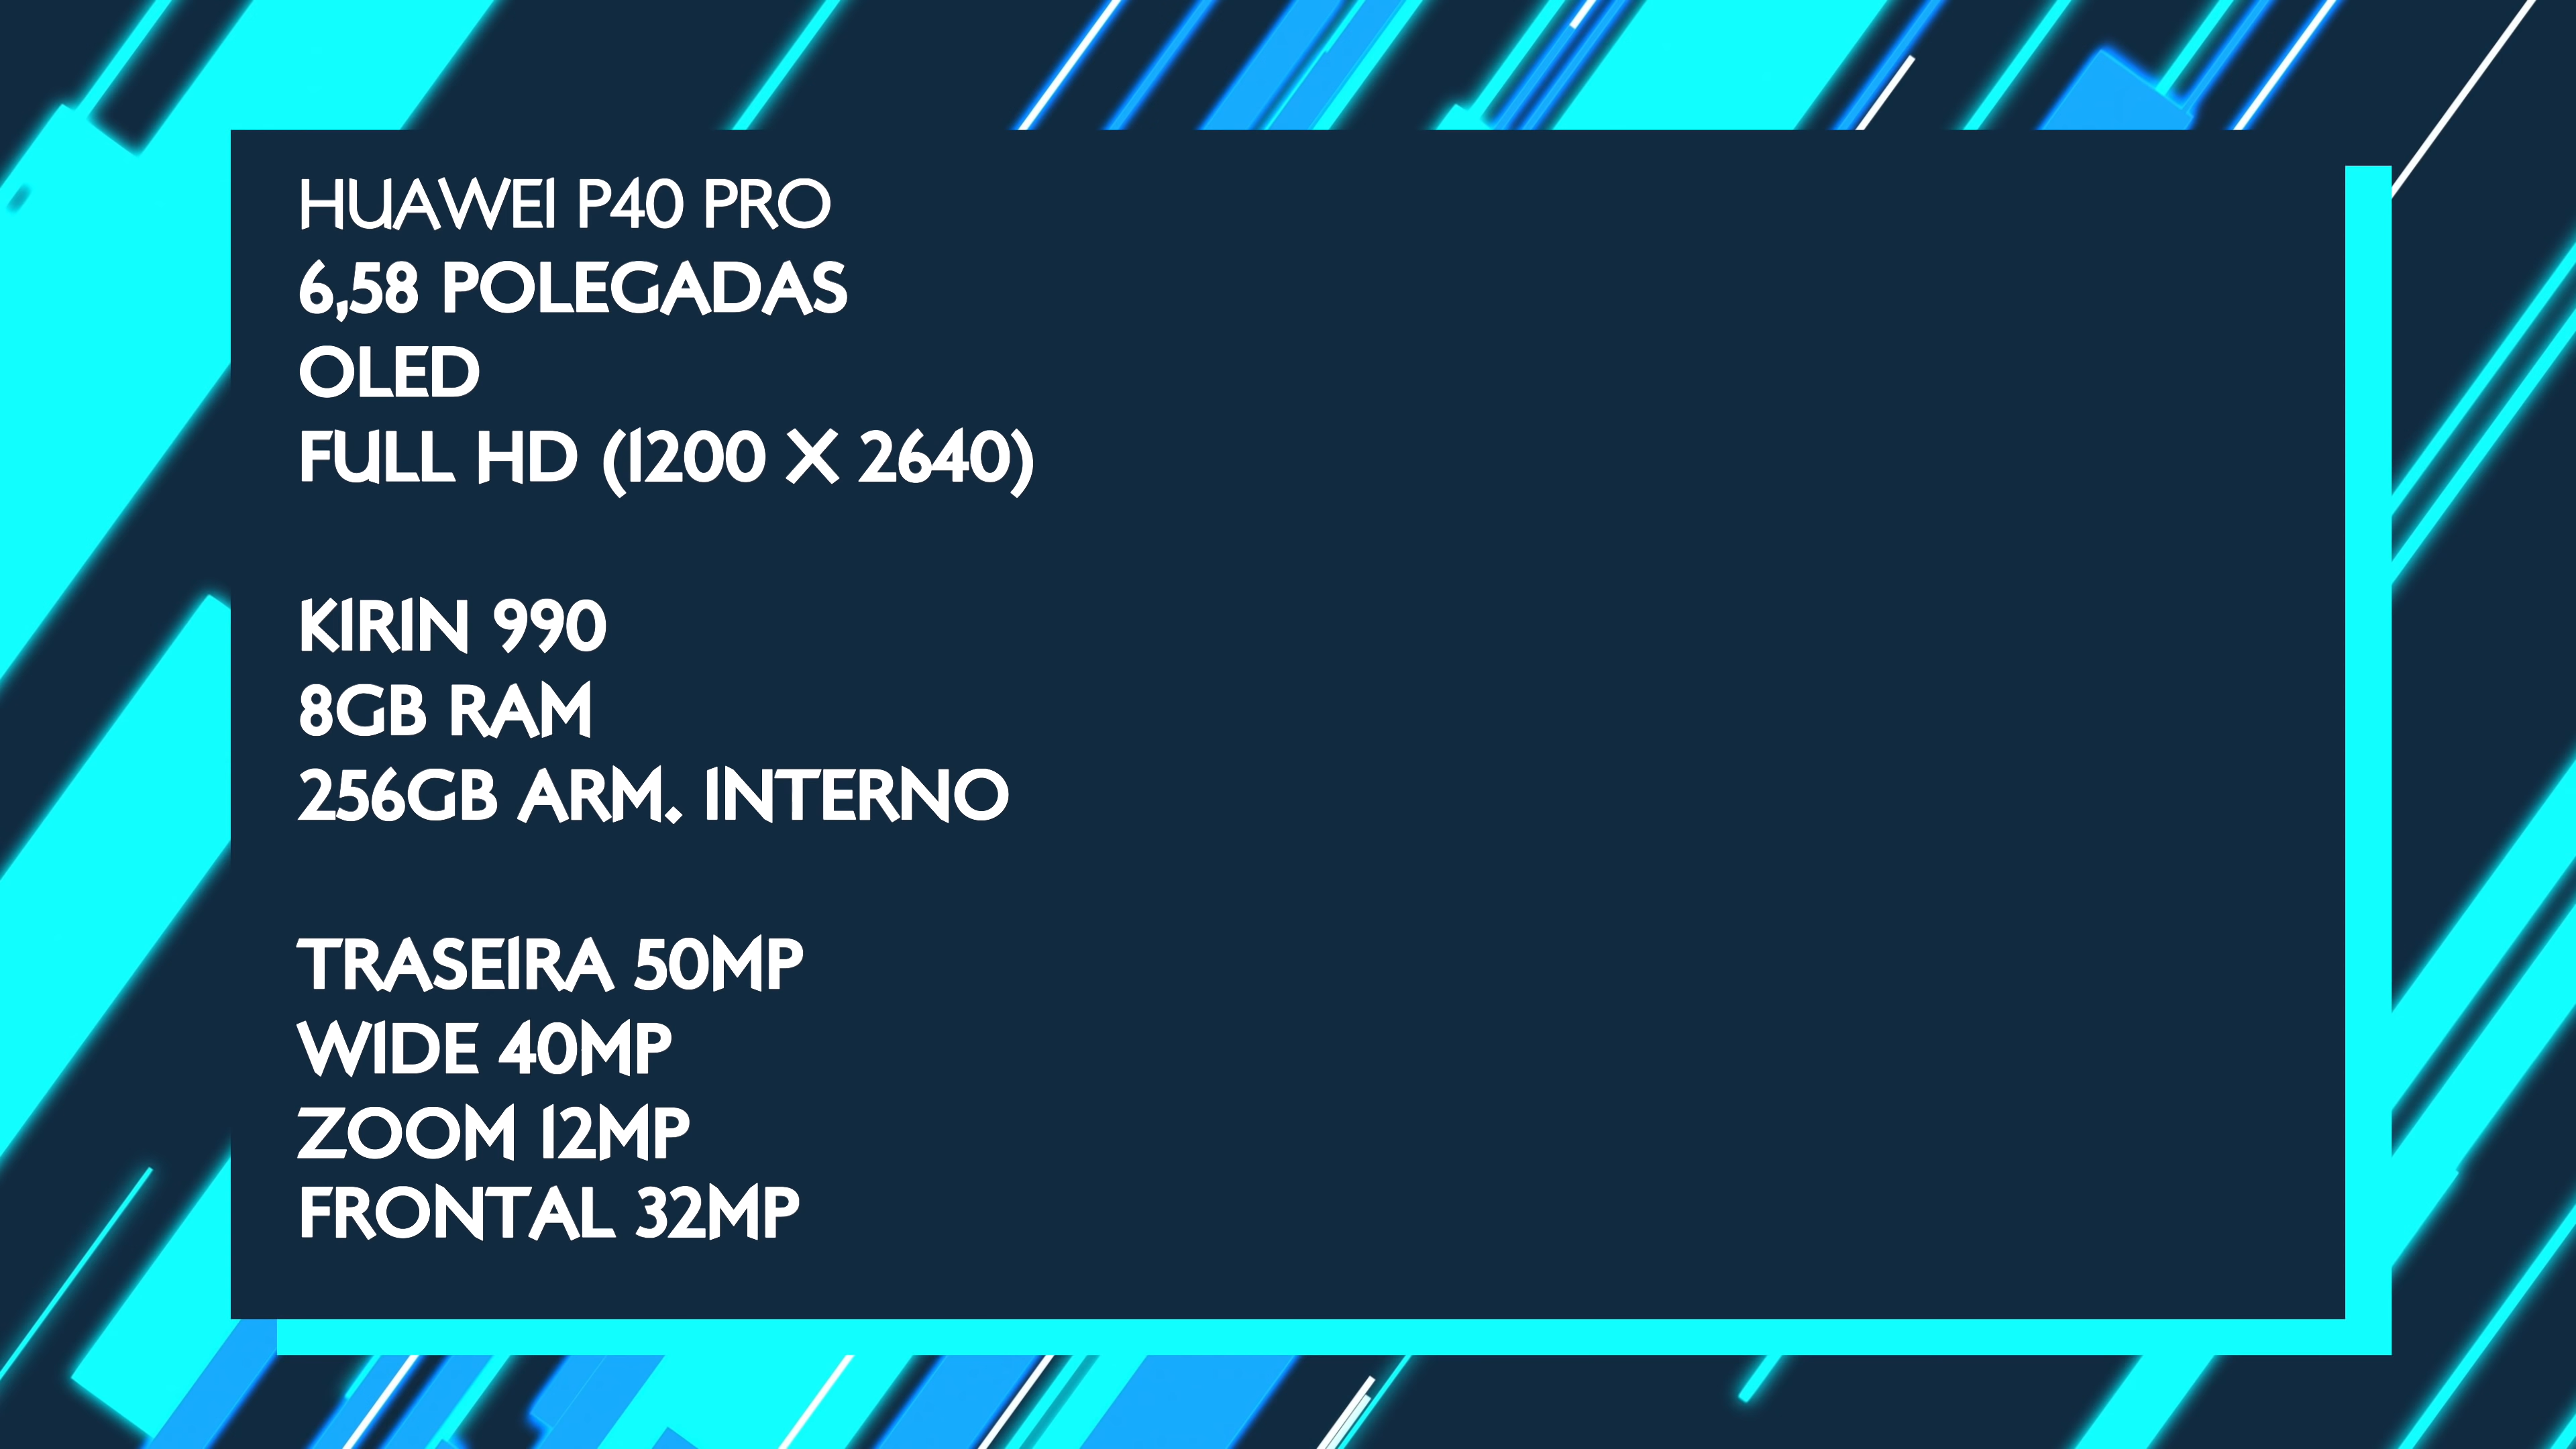 HUAWEI P40 PRO
6,58 POLEGADAS
OLED
FULL HD (1200 X 2640)
KIRIN 990
8GB RAM
256GB ARM. INTERNO
TRASEIRA 50MP
WIDE 40MP
ZOOM 12MP
FRONTAL 32MP